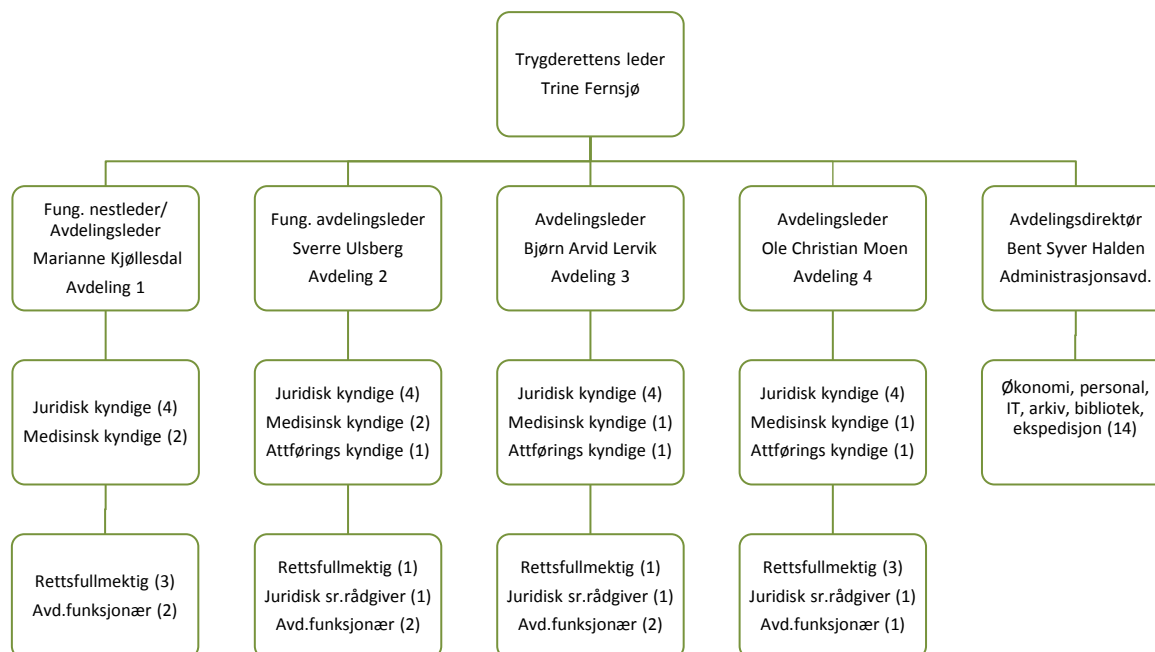 Trygderettens leder
Trine Fernsjø
Fung. nestleder/
Avdelingsleder
Marianne Kjøllesdal
Avdeling 1
Fung. avdelingsleder
Sverre Ulsberg
Avdeling 2
Avdelingsleder
Bjørn Arvid Lervik
Avdeling 3
Avdelingsleder
Ole Christian Moen
Avdeling 4
Avdelingsdirektør
Bent Syver Halden
Administrasjonsavd.
Juridisk kyndige (4)
Medisinsk kyndige (2)
Juridisk kyndige (4)
Medisinsk kyndige (2)
Attførings kyndige (1)
Juridisk kyndige (4)
Medisinsk kyndige (1)
Attførings kyndige (1)
Juridisk kyndige (4)
Medisinsk kyndige (1)
Attførings kyndige (1)
Økonomi, personal,
IT, arkiv, bibliotek,
ekspedisjon (14)
Rettsfullmektig (3)
Avd.funksjonær (2)
Rettsfullmektig (1)
Juridisk sr.rådgiver (1)
Avd.funksjonær (2)
Rettsfullmektig (1)
Juridisk sr.rådgiver (1)
Avd.funksjonær (2)
Rettsfullmektig (3)
Juridisk sr.rådgiver (1)
Avd.funksjonær (1)